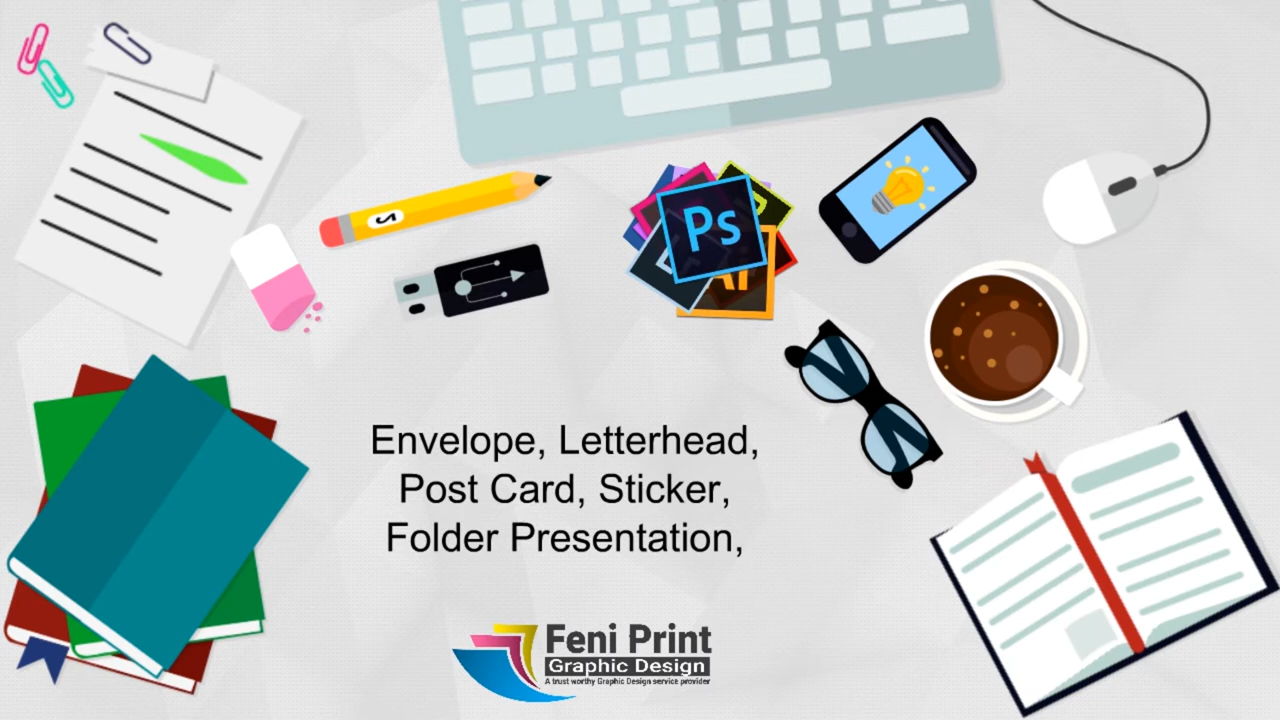 Ps
Ai
Envelope, Letterhead,
Post Card, Sticker,
Folder Presentation,
Feni Print
Graphic Design
A trust worthy Graphic Design service provider